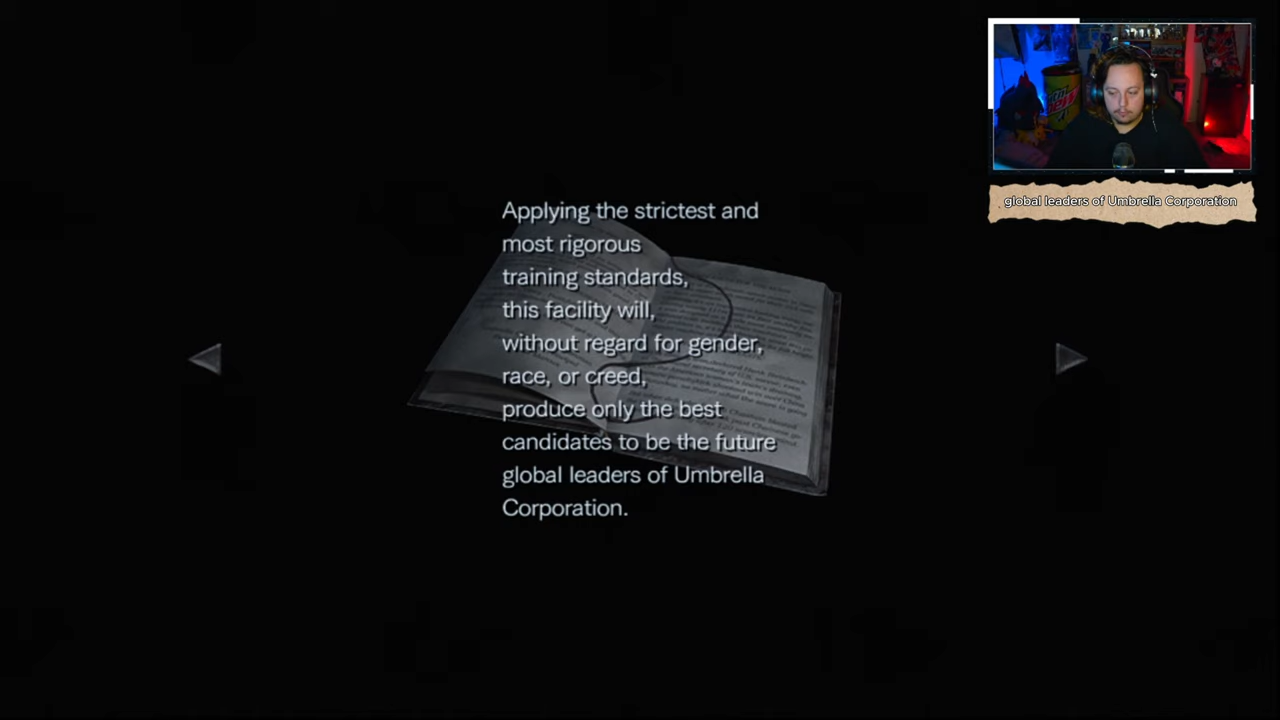 Applying the strictest and
most rigorous
training standards,
this facility will,
without regard for gender,
race, or creed,
produce only the best
candidates to be the future
global leaders of Umbrella
Corporation.
global leaders of Umbrella Corporation